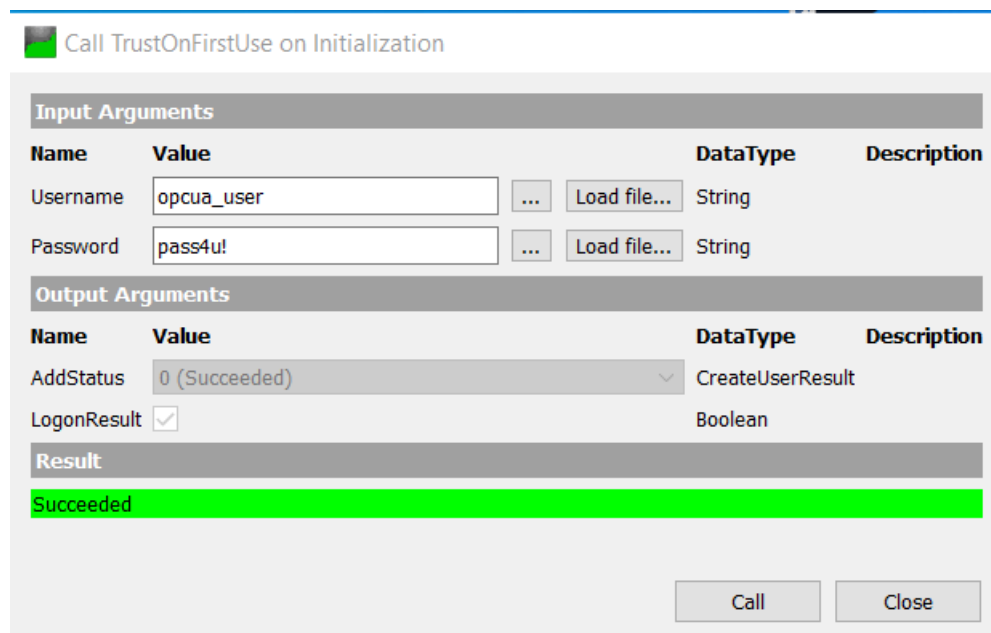 Call TrustOnFirstUse on Initialization
Input Arguments
Name Value DataType Description
Username opcua_user ... Load file... String
Password pass4u! ... Load file... String
Output Arguments
Name Value DataType Description
AddStatus 0 (Succeeded) CreateUserResult
LogonResult Boolean
Result
Succeeded
Call Close